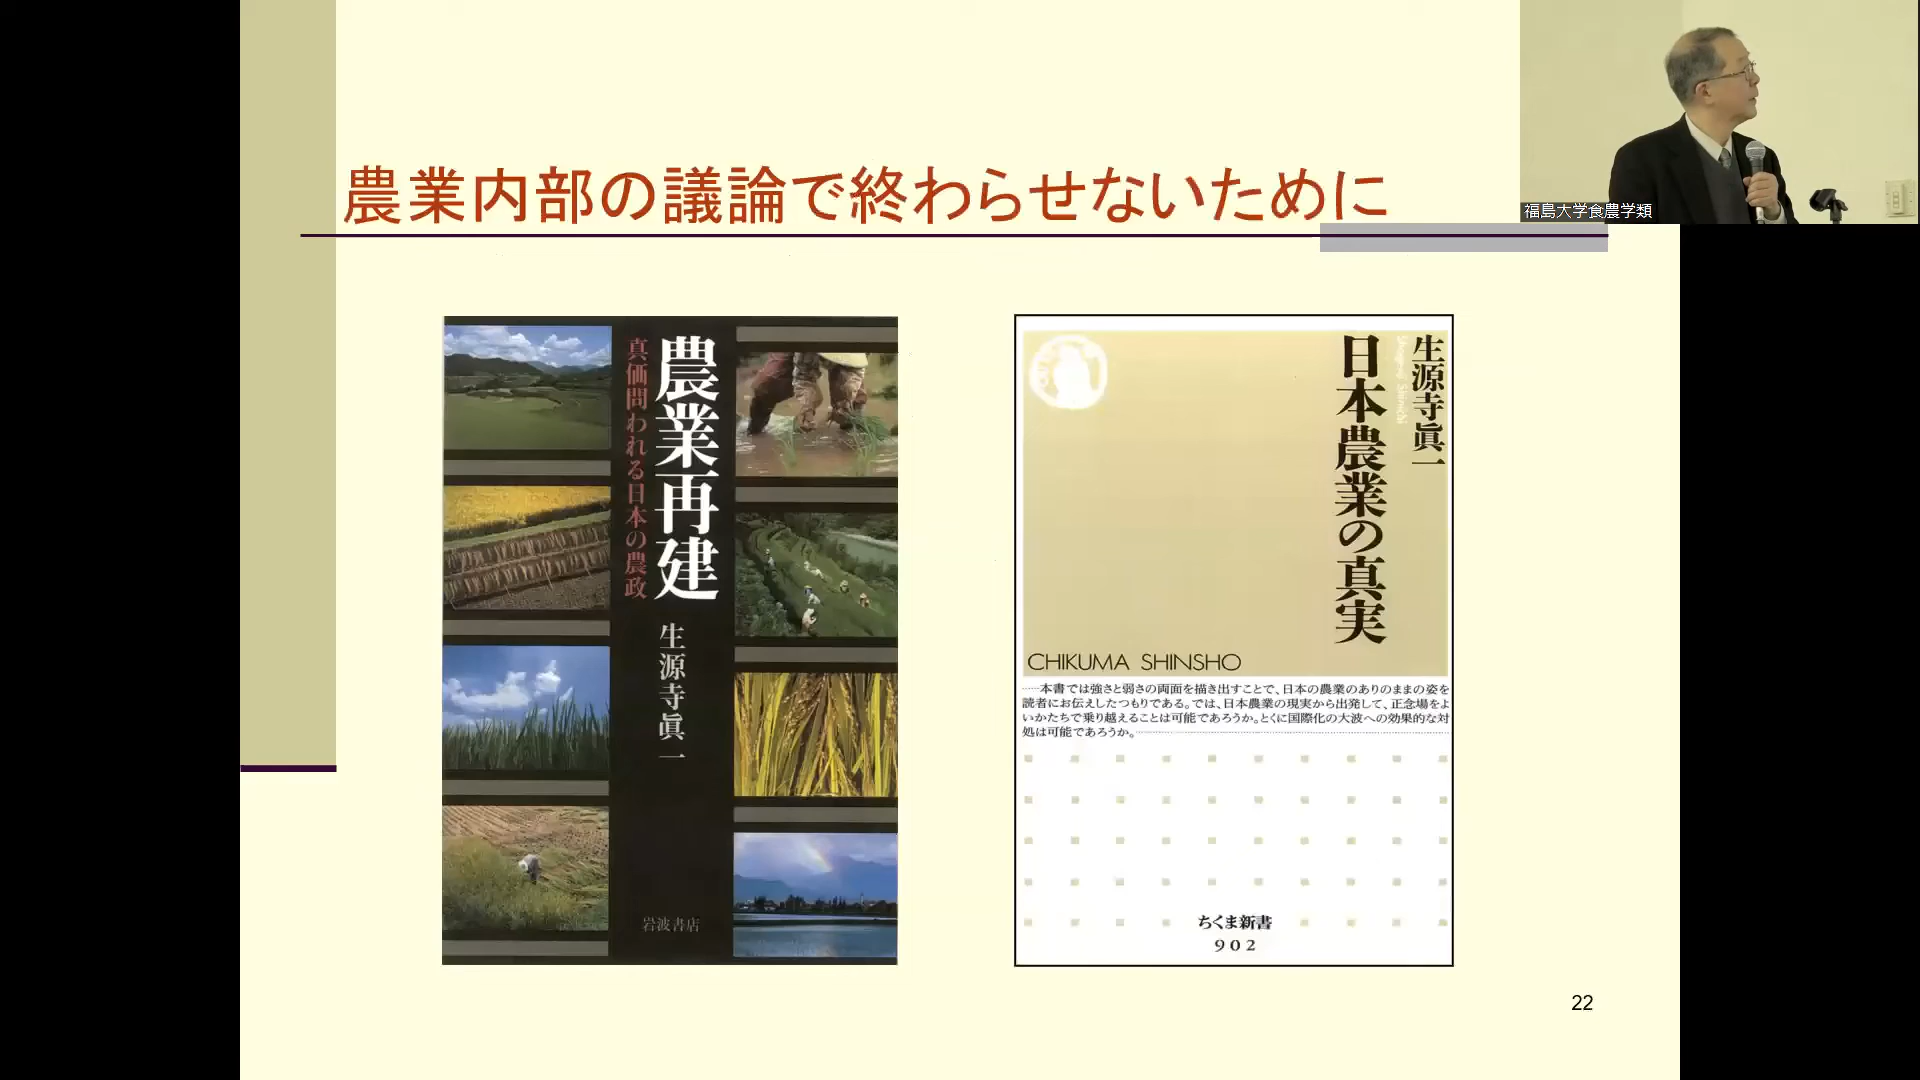 農業内部の議論で終わらせないために
福島大学食農学類
農業再建
真価問われる日本の農政
生源寺眞一
岩波書店
生源寺眞一
Shogenji Shinichi
日本農業の真実
CHIKUMA SHINSHO
……本書では強さと弱さの両面を描き出すことで、日本の農業のありのままの姿を
読者にお伝えしたつもりである。では、日本農業の現実から出発して、正念場をよ
いかたちで乗り越えることは可能であろうか。とくに国際化の大波への効果的な対
処は可能であろうか。
ちくま新書
902
22